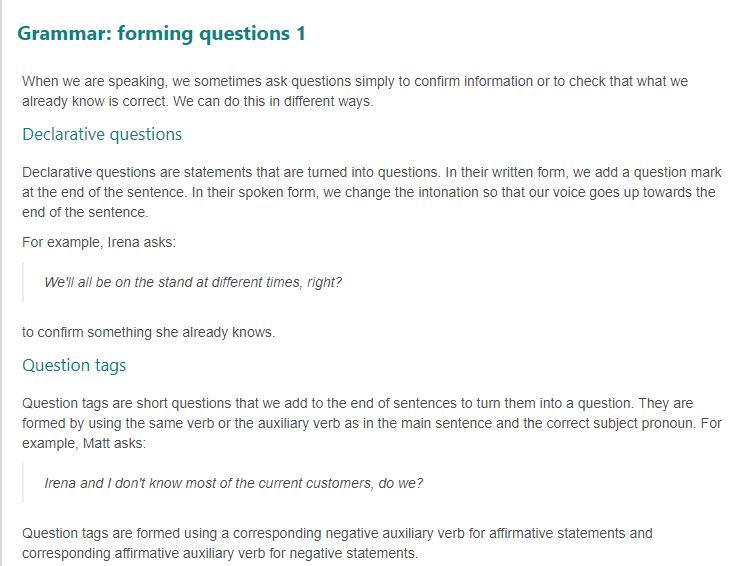 Grammar: forming questions 1
When we are speaking, we sometimes ask questions simply to confirm information or to check that what we
already know is correct. We can do this in different ways.
Declarative questions
Declarative questions are statements that are turned into questions. In their written form, we add a question mark
at the end of the sentence. In their spoken form, we change the intonation so that our voice goes up towards the
end of the sentence.
For example, Irena asks:
We'll all be on the stand at different times, right?
to confirm something she already knows.
Question tags
Question tags are short questions that we add to the end of sentences to turn them into a question. They are
formed by using the same verb or the auxiliary verb as in the main sentence and the correct subject pronoun. For
example, Matt asks:
Irena and I don't know most of the current customers, do we?
Question tags are formed using a corresponding negative auxiliary verb for affirmative statements and
corresponding affirmative auxiliary verb for negative statements.